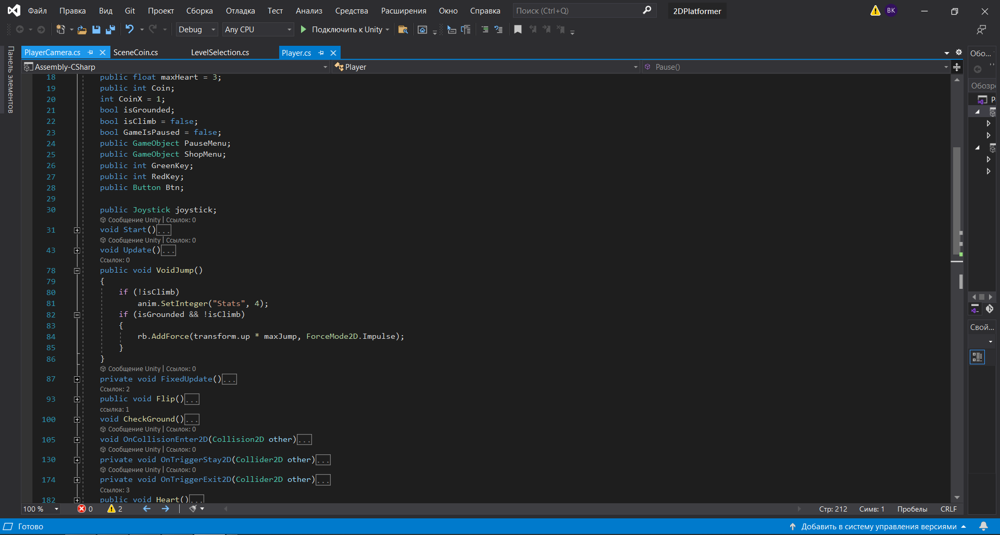 Файл Правка Вид Git Проект Сборка Отладка Тест Анализ Средства Расширения Окно Справка Поиск (Ctrl+Q) 2DPlatformer BK
Debug Any CPU Подключить к Unity
Панель элементов
PlayerCamera.cs SceneCoin.cs LevelSelection.cs Player.cs
Assembly-CSharp Player Pause()
18 public float maxHeart = 3;
19 public int Coin;
20 int CoinX = 1;
21 bool isGrounded;
22 bool isClimb = false;
23 bool GameIsPaused = false;
24 public GameObject PauseMenu;
25 public GameObject ShopMenu;
26 public int GreenKey;
27 public int RedKey;
28 public Button Btn;
29
30 public Joystick joystick;
Сообщение Unity | Ссылок: 0
31 void Start()...
Сообщение Unity | Ссылок: 0
43 void Update()...
Ссылок: 0
78 public void VoidJump()
79 {
80 if (!isClimb)
81 anim.SetInteger("Stats", 4);
82 if (isGrounded && !isClimb)
83 {
84 rb.AddForce(transform.up * maxJump, ForceMode2D.Impulse);
85 }
86 }
Сообщение Unity | Ссылок: 0
87 private void FixedUpdate()...
Ссылок: 2
93 public void Flip()...
ссылка: 1
100 void CheckGround()...
Сообщение Unity | Ссылок: 0
105 void OnCollisionEnter2D(Collision2D other)...
Сообщение Unity | Ссылок: 0
130 private void OnTriggerStay2D(Collider2D other)...
Сообщение Unity | Ссылок: 0
174 private void OnTriggerExit2D(Collider2D other)...
Ссылок: 3
182 public void Heart()...
100 % 0 2 Стр: 212 Симв: 1 Пробелы CRLF
Обо...
Обозр
Р
Свой...
Готово Добавить в систему управления версиями